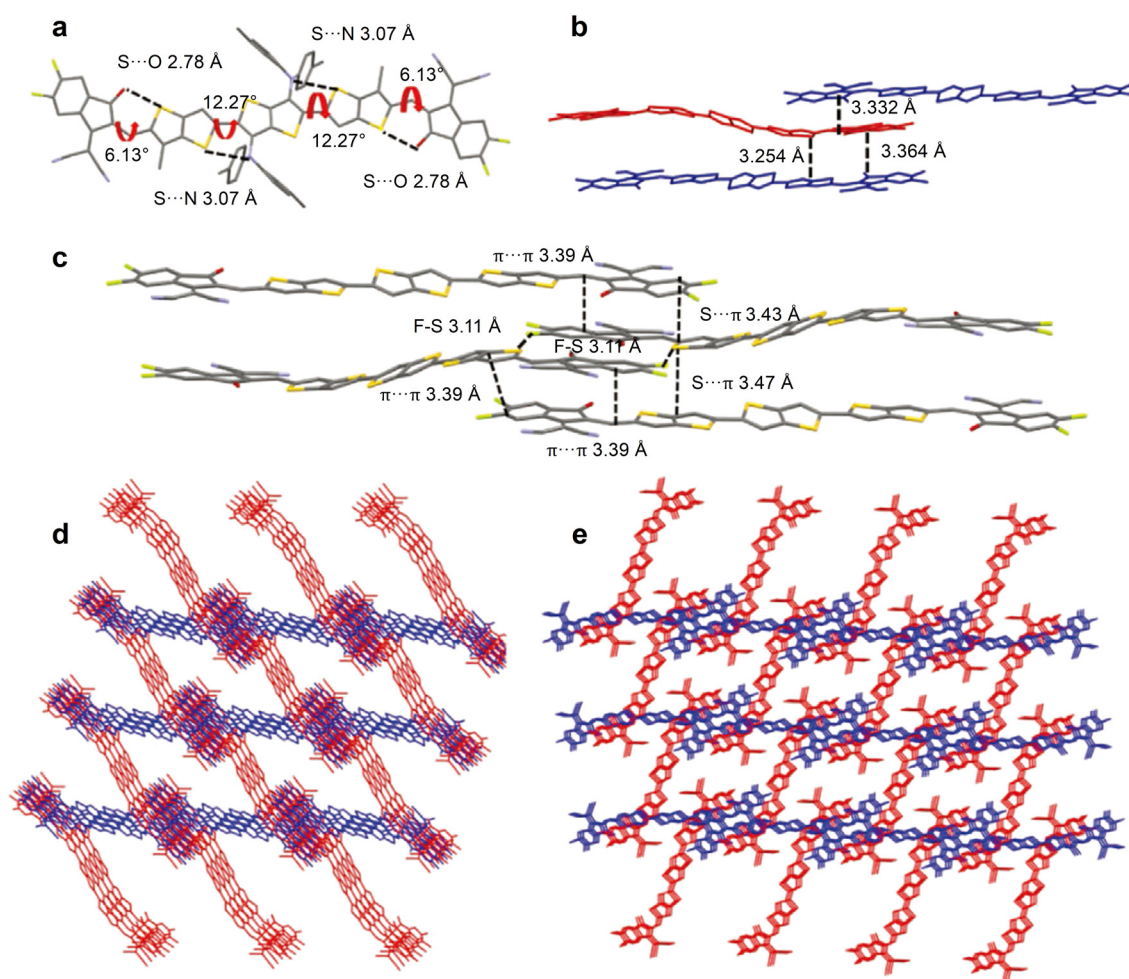 a
S···N 3.07 Å
S···O 2.78 Å
6.13°
12.27°
12.27°
6.13°
S···O 2.78 Å
S···N 3.07 Å
b
3.332 Å
3.254 Å
3.364 Å
c
π···π 3.39 Å
S···π 3.43 Å
F-S 3.11 Å
F-S 3.11 Å
π···π 3.39 Å
S···π 3.47 Å
π···π 3.39 Å
d
e